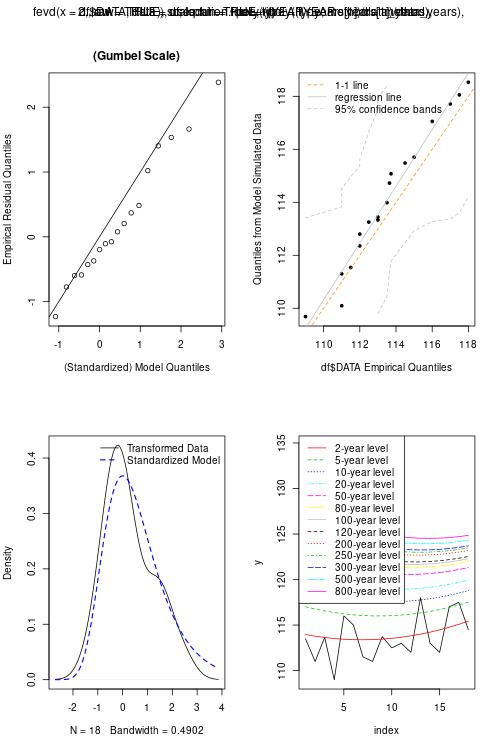 fevd(x =
(Gumbel Scale)
Empirical Residual Quantiles
-1
0
1
2
-1
0
1
2
3
(Standardized) Model Quantiles
1-1 line
regression line
95% confidence bands
Quantiles from Model Simulated Data
110
112
114
116
118
110
112
114
116
118
df$DATA Empirical Quantiles
Transformed Data
Standardized Model
Density
0.0
0.1
0.2
0.3
0.4
-2
-1
0
1
2
3
4
N = 18 Bandwidth = 0.4902
2-year level
5-year level
10-year level
20-year level
50-year level
80-year level
100-year level
120-year level
200-year level
250-year level
300-year level
500-year level
800-year level
y
110
115
120
125
130
135
5
10
15
index